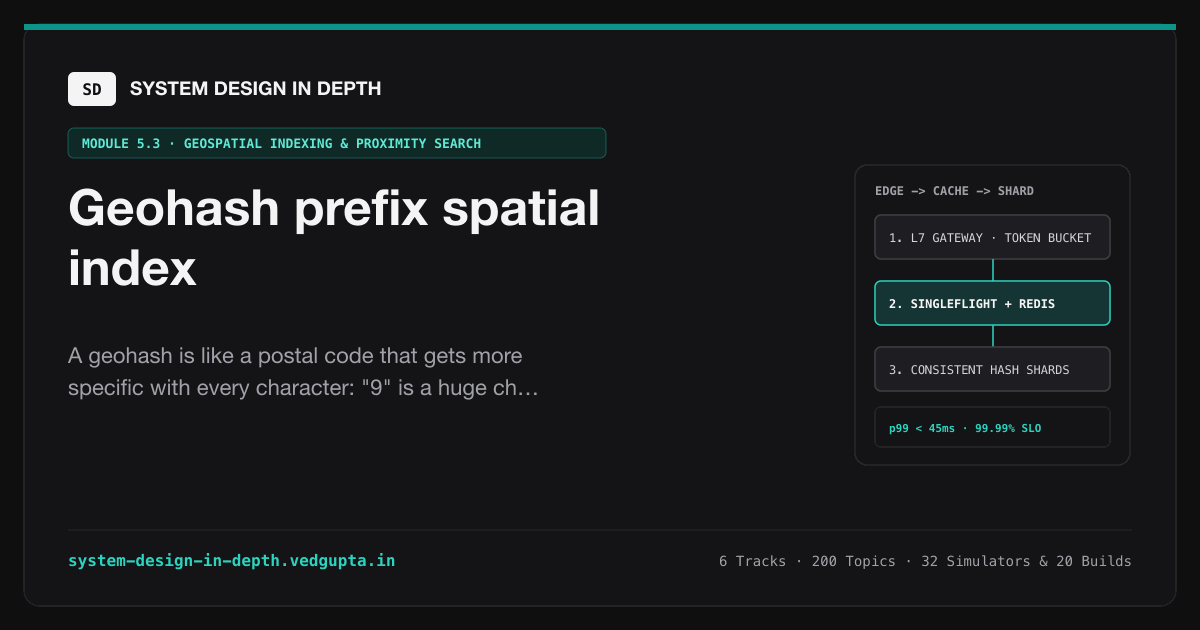 SD SYSTEM DESIGN IN DEPTH
MODULE 5.3 · GEOSPATIAL INDEXING & PROXIMITY SEARCH
Geohash prefix spatial
index
A geohash is like a postal code that gets more
specific with every character: "9" is a huge ch...
EDGE —> CACHE —> SHARD
1. L7 GATEWAY · TOKEN BUCKET
2. SINGLEFLIGHT + REDIS
3. CONSISTENT HASH SHARDS
p99 < 45ms · 99.99% SLO
system-design-in-depth.vedgupta.in
6 Tracks · 200 Topics · 32 Simulators & 20 Builds